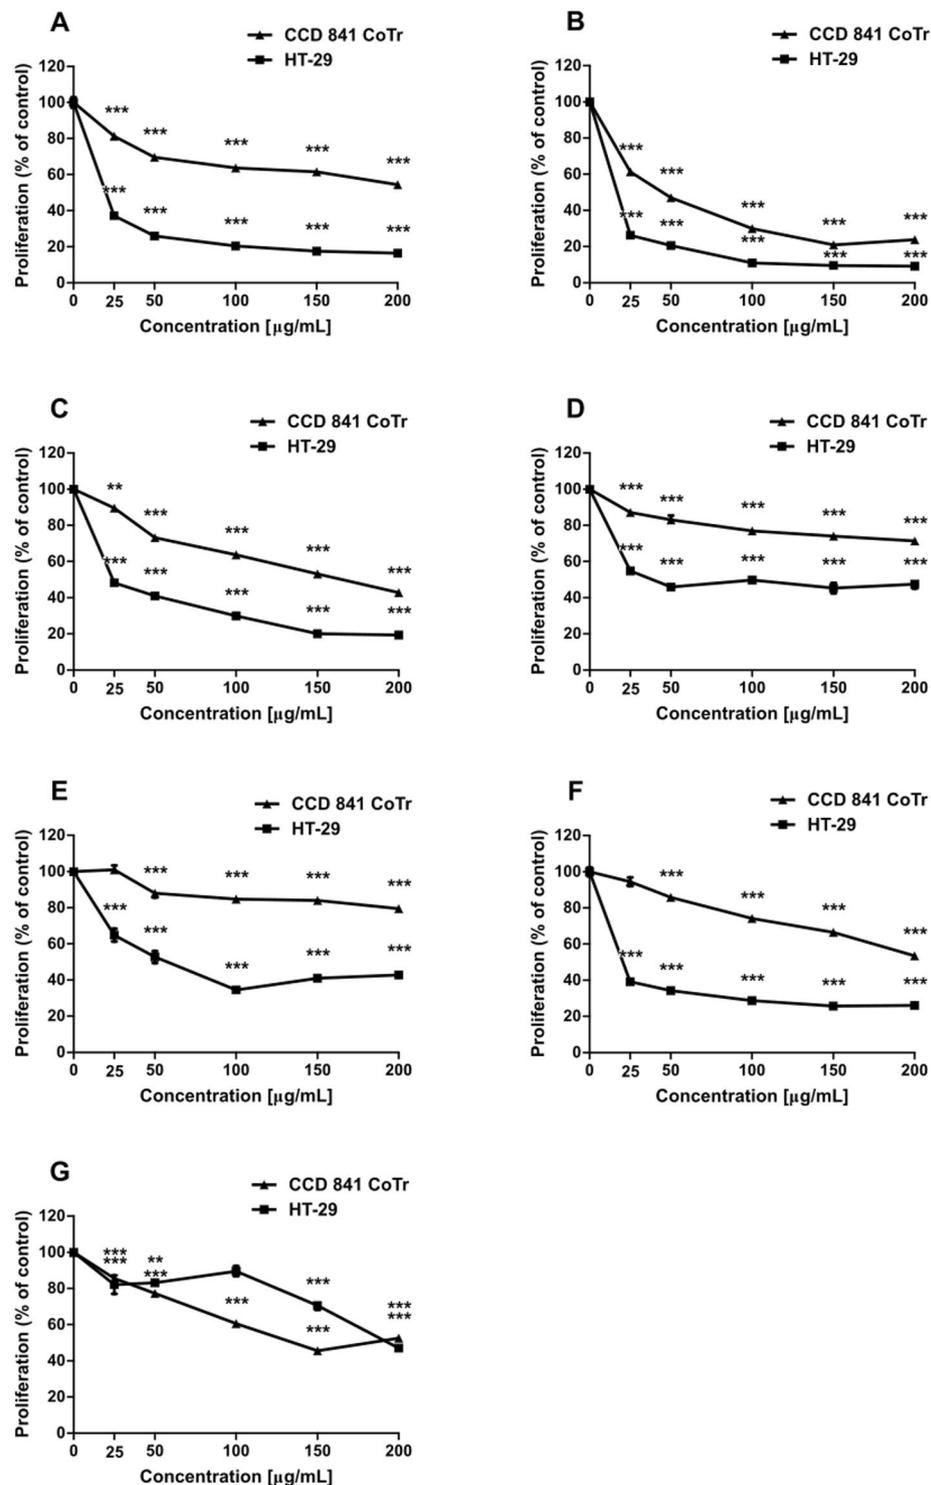 A
CCD 841 CoTr
HT-29
Proliferation (% of control)
120
100
80
60
40
20
0
*** *** *** *** ***
*** *** *** *** ***
0 25 50 100 150 200
Concentration [µg/mL]
B
CCD 841 CoTr
HT-29
Proliferation (% of control)
120
100
80
60
40
20
0
*** *** *** *** ***
*** *** *** *** ***
0 25 50 100 150 200
Concentration [µg/mL]
C
CCD 841 CoTr
HT-29
Proliferation (% of control)
120
100
80
60
40
20
0
** *** *** *** ***
*** *** *** *** ***
0 25 50 100 150 200
Concentration [µg/mL]
D
CCD 841 CoTr
HT-29
Proliferation (% of control)
120
100
80
60
40
20
0
*** *** *** *** ***
*** *** *** *** ***
0 25 50 100 150 200
Concentration [µg/mL]
E
CCD 841 CoTr
HT-29
Proliferation (% of control)
120
100
80
60
40
20
0
*** *** *** ***
*** *** *** *** ***
0 25 50 100 150 200
Concentration [µg/mL]
F
CCD 841 CoTr
HT-29
Proliferation (% of control)
120
100
80
60
40
20
0
*** *** *** ***
*** *** *** *** ***
0 25 50 100 150 200
Concentration [µg/mL]
G
CCD 841 CoTr
HT-29
Proliferation (% of control)
120
100
80
60
40
20
0
*** ** *** ***
*** *** *** *** ***
0 25 50 100 150 200
Concentration [µg/mL]